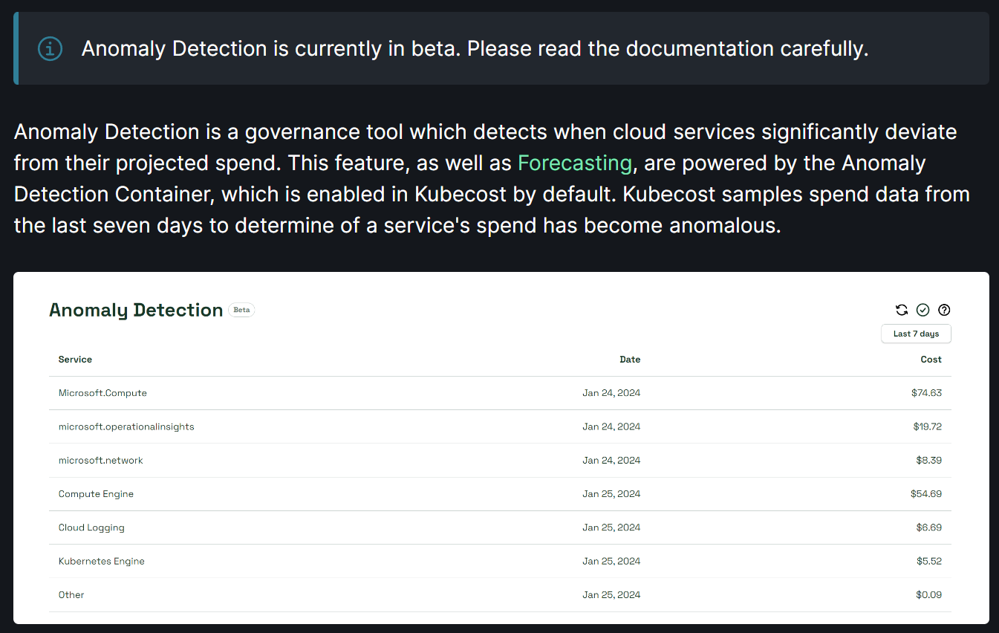 Anomaly Detection is currently in beta. Please read the documentation carefully.
Anomaly Detection is a governance tool which detects when cloud services significantly deviate
from their projected spend. This feature, as well as Forecasting, are powered by the Anomaly
Detection Container, which is enabled in Kubecost by default. Kubecost samples spend data from
the last seven days to determine of a service's spend has become anomalous.
Anomaly Detection Beta
Last 7 days
Service Date Cost
Microsoft.Compute Jan 24, 2024 $74.63
microsoft.operationalinsights Jan 24, 2024 $19.72
microsoft.network Jan 24, 2024 $8.39
Compute Engine Jan 25, 2024 $54.69
Cloud Logging Jan 25, 2024 $6.69
Kubernetes Engine Jan 25, 2024 $5.52
Other Jan 25, 2024 $0.09